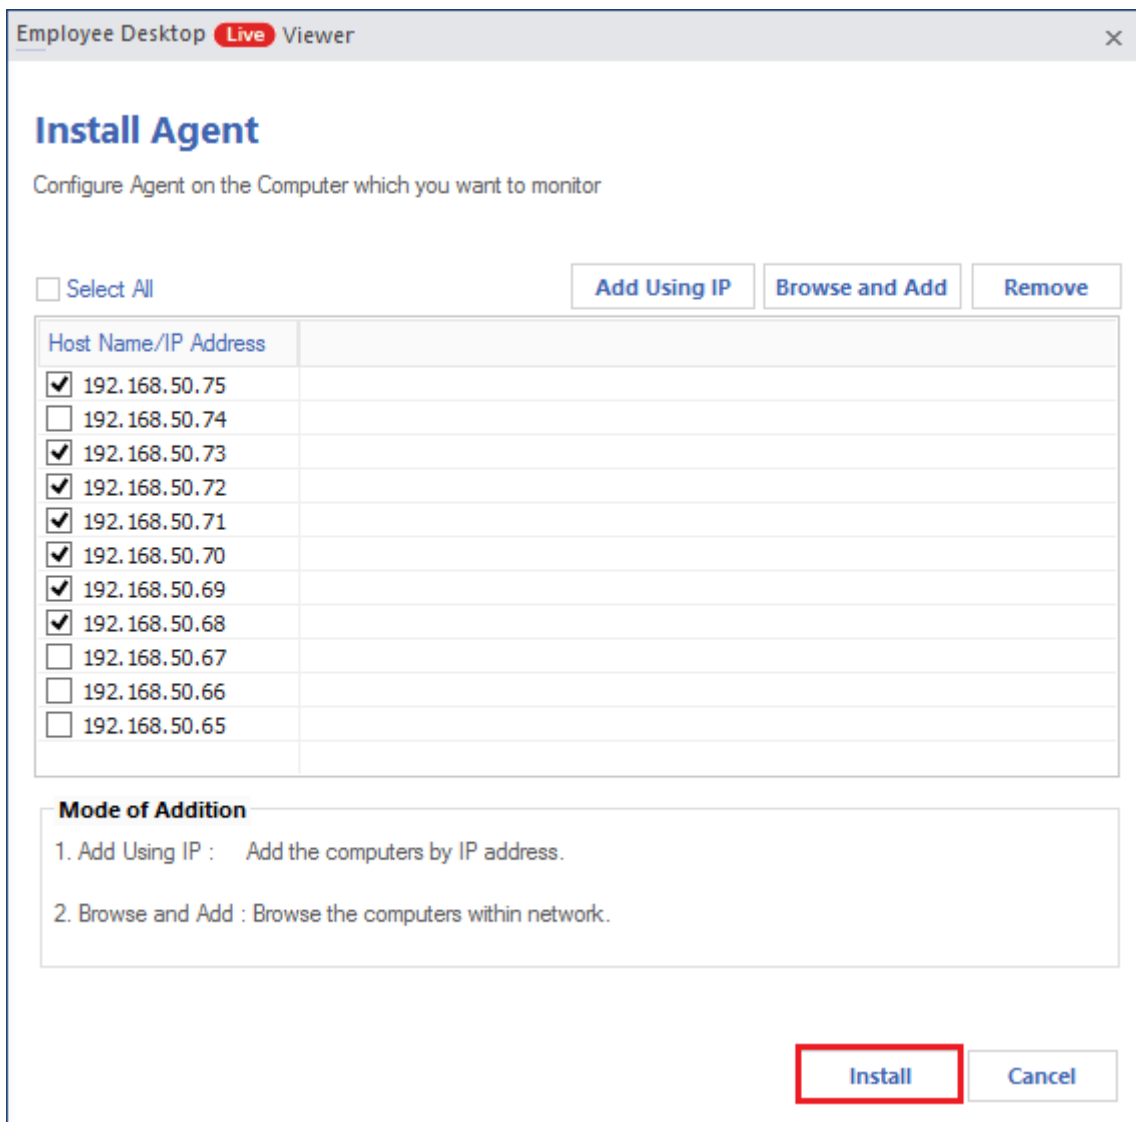 Employee Desktop Live Viewer
Install Agent
Configure Agent on the Computer which you want to monitor
Select All
Add Using IP
Browse and Add
Remove
Host Name/IP Address
192.168.50.75
192.168.50.74
192.168.50.73
192.168.50.72
192.168.50.71
192.168.50.70
192.168.50.69
192.168.50.68
192.168.50.67
192.168.50.66
192.168.50.65
Mode of Addition
1. Add Using IP : Add the computers by IP address.
2. Browse and Add : Browse the computers within network.
Install
Cancel